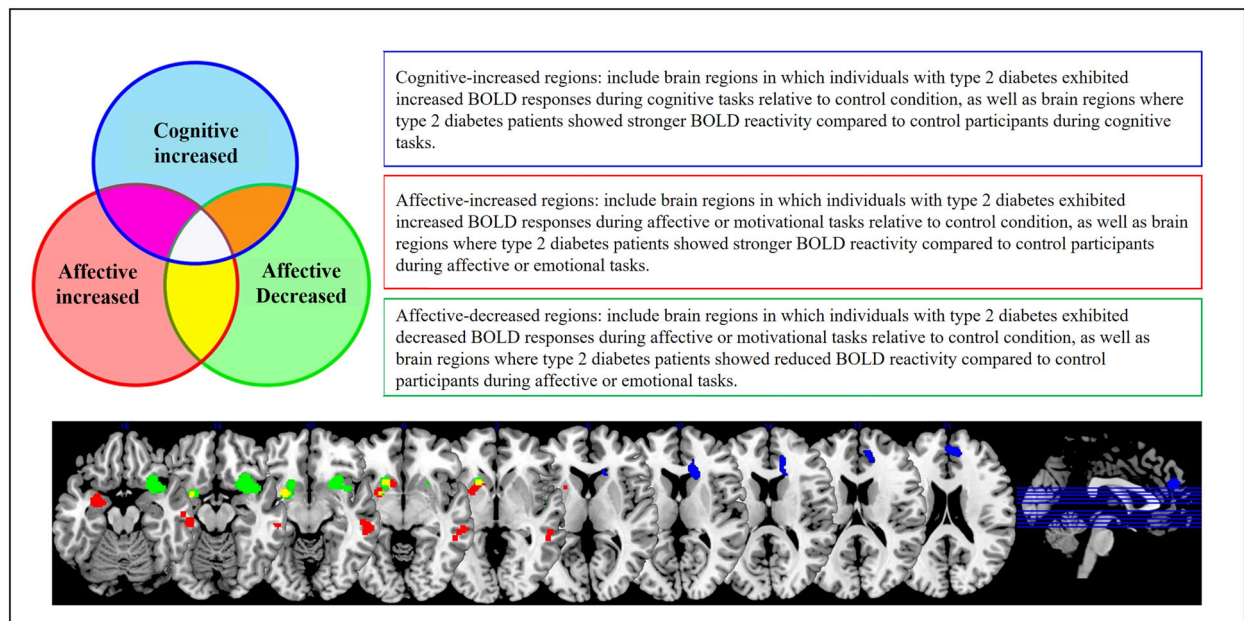 Cognitive
increased
Affective
increased
Affective
Decreased
Cognitive-increased regions: include brain regions in which individuals with type 2 diabetes exhibited
increased BOLD responses during cognitive tasks relative to control condition, as well as brain regions where
type 2 diabetes patients showed stronger BOLD reactivity compared to control participants during cognitive
tasks.
Affective-increased regions: include brain regions in which individuals with type 2 diabetes exhibited
increased BOLD responses during affective or motivational tasks relative to control condition, as well as brain
regions where type 2 diabetes patients showed stronger BOLD reactivity compared to control participants
during affective or emotional tasks.
Affective-decreased regions: include brain regions in which individuals with type 2 diabetes exhibited
decreased BOLD responses during affective or motivational tasks relative to control condition, as well as
brain regions where type 2 diabetes patients showed reduced BOLD reactivity compared to control
participants during affective or emotional tasks.